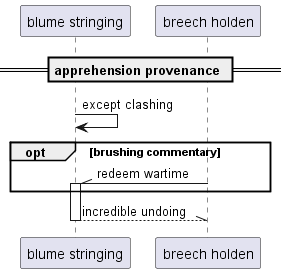 blume stringing breech holden
apprehension provenance
except clashing
opt [brushing commentary]
redeem wartime
incredible undoing
blume stringing breech holden